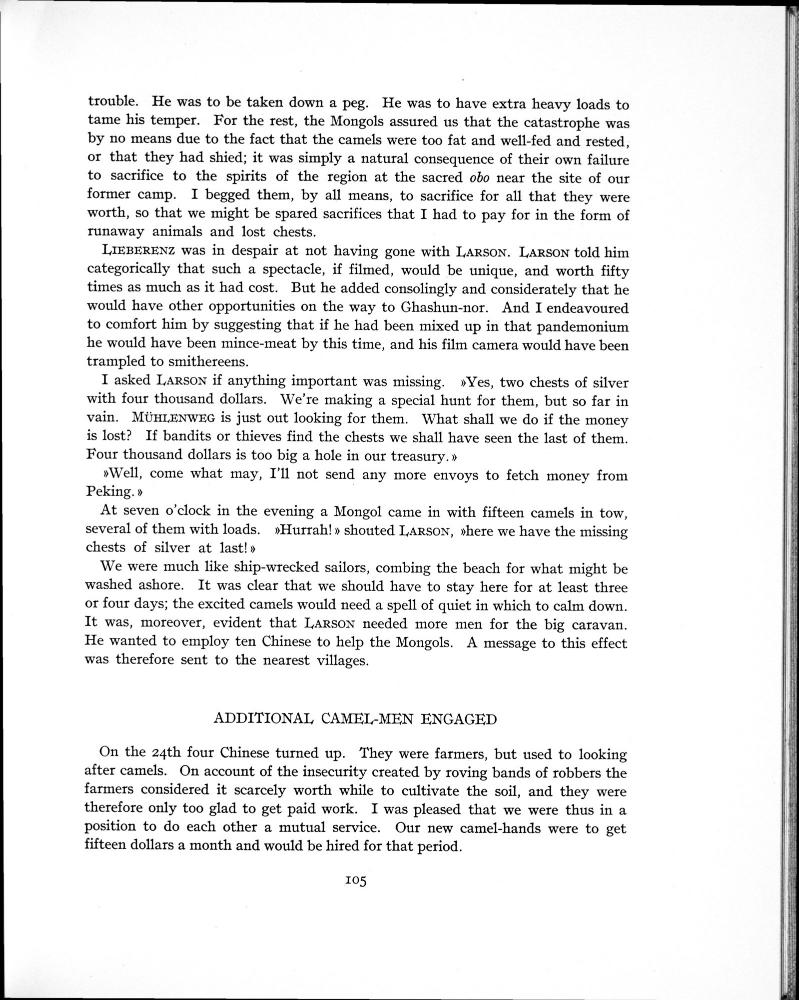 trouble. He was to be taken down a peg. He was to have extra heavy loads to
tame his temper. For the rest, the Mongols assured us that the catastrophe was
by no means due to the fact that the camels were too fat and well-fed and rested,
or that they had shied; it was simply a natural consequence of their own failure
to sacrifice to the spirits of the region at the sacred obo near the site of our
former camp. I begged them, by all means, to sacrifice for all that they were
worth, so that we might be spared sacrifices that I had to pay for in the form of
runaway animals and lost chests.
LIEBERENZ was in despair at not having gone with LARSON. LARSON told him
categorically that such a spectacle, if filmed, would be unique, and worth fifty
times as much as it had cost. But he added consolingly and considerately that he
would have other opportunities on the way to Ghashun-nor. And I endeavoured
to comfort him by suggesting that if he had been mixed up in that pandemonium
he would have been mince-meat by this time, and his film camera would have been
trampled to smithereens.
I asked LARSON if anything important was missing. »Yes, two chests of silver
with four thousand dollars. We're making a special hunt for them, but so far in
vain. MÜHLENWEG is just out looking for them. What shall we do if the money
is lost? If bandits or thieves find the chests we shall have seen the last of them.
Four thousand dollars is too big a hole in our treasury.»
»Well, come what may, I'll not send any more envoys to fetch money from
Peking.»
At seven o'clock in the evening a Mongol came in with fifteen camels in tow,
several of them with loads. »Hurrah!» shouted LARSON, »here we have the missing
chests of silver at last!»
We were much like ship-wrecked sailors, combing the beach for what might be
washed ashore. It was clear that we should have to stay here for at least three
or four days; the excited camels would need a spell of quiet in which to calm down.
It was, moreover, evident that LARSON needed more men for the big caravan.
He wanted to employ ten Chinese to help the Mongols. A message to this effect
was therefore sent to the nearest villages.
ADDITIONAL CAMEL-MEN ENGAGED
On the 24th four Chinese turned up. They were farmers, but used to looking
after camels. On account of the insecurity created by roving bands of robbers the
farmers considered it scarcely worth while to cultivate the soil, and they were
therefore only too glad to get paid work. I was pleased that we were thus in a
position to do each other a mutual service. Our new camel-hands were to get
fifteen dollars a month and would be hired for that period.
105